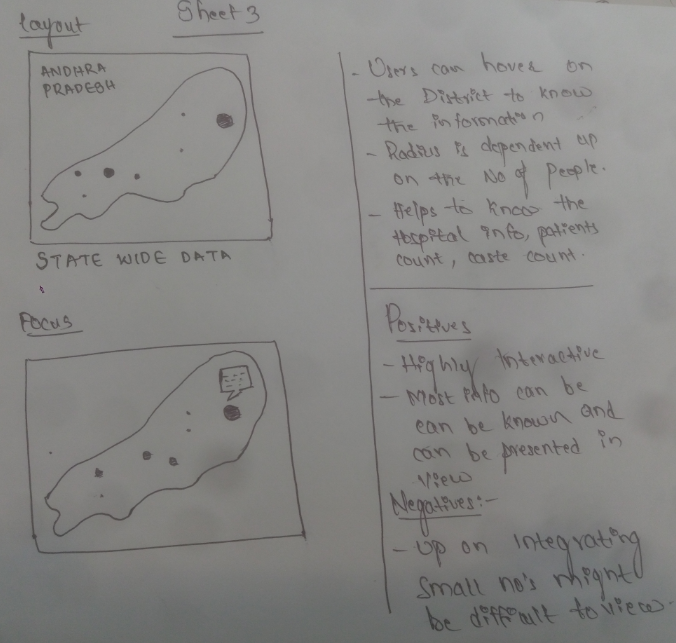 Layout
Sheet 3
ANDHRA
PRADESH
STATE WIDE DATA
Focus
- Users can hover on
the District to know
the information
- Radius is dependent up
on the No of People.
- Helps to know the
Hospital info, patients
count, caste count.
Positives
- Highly Interactive
- Most info can be
can be known and
can be presented in
view
Negatives:-
- Up on integrating
small no's might
be difficult to view.